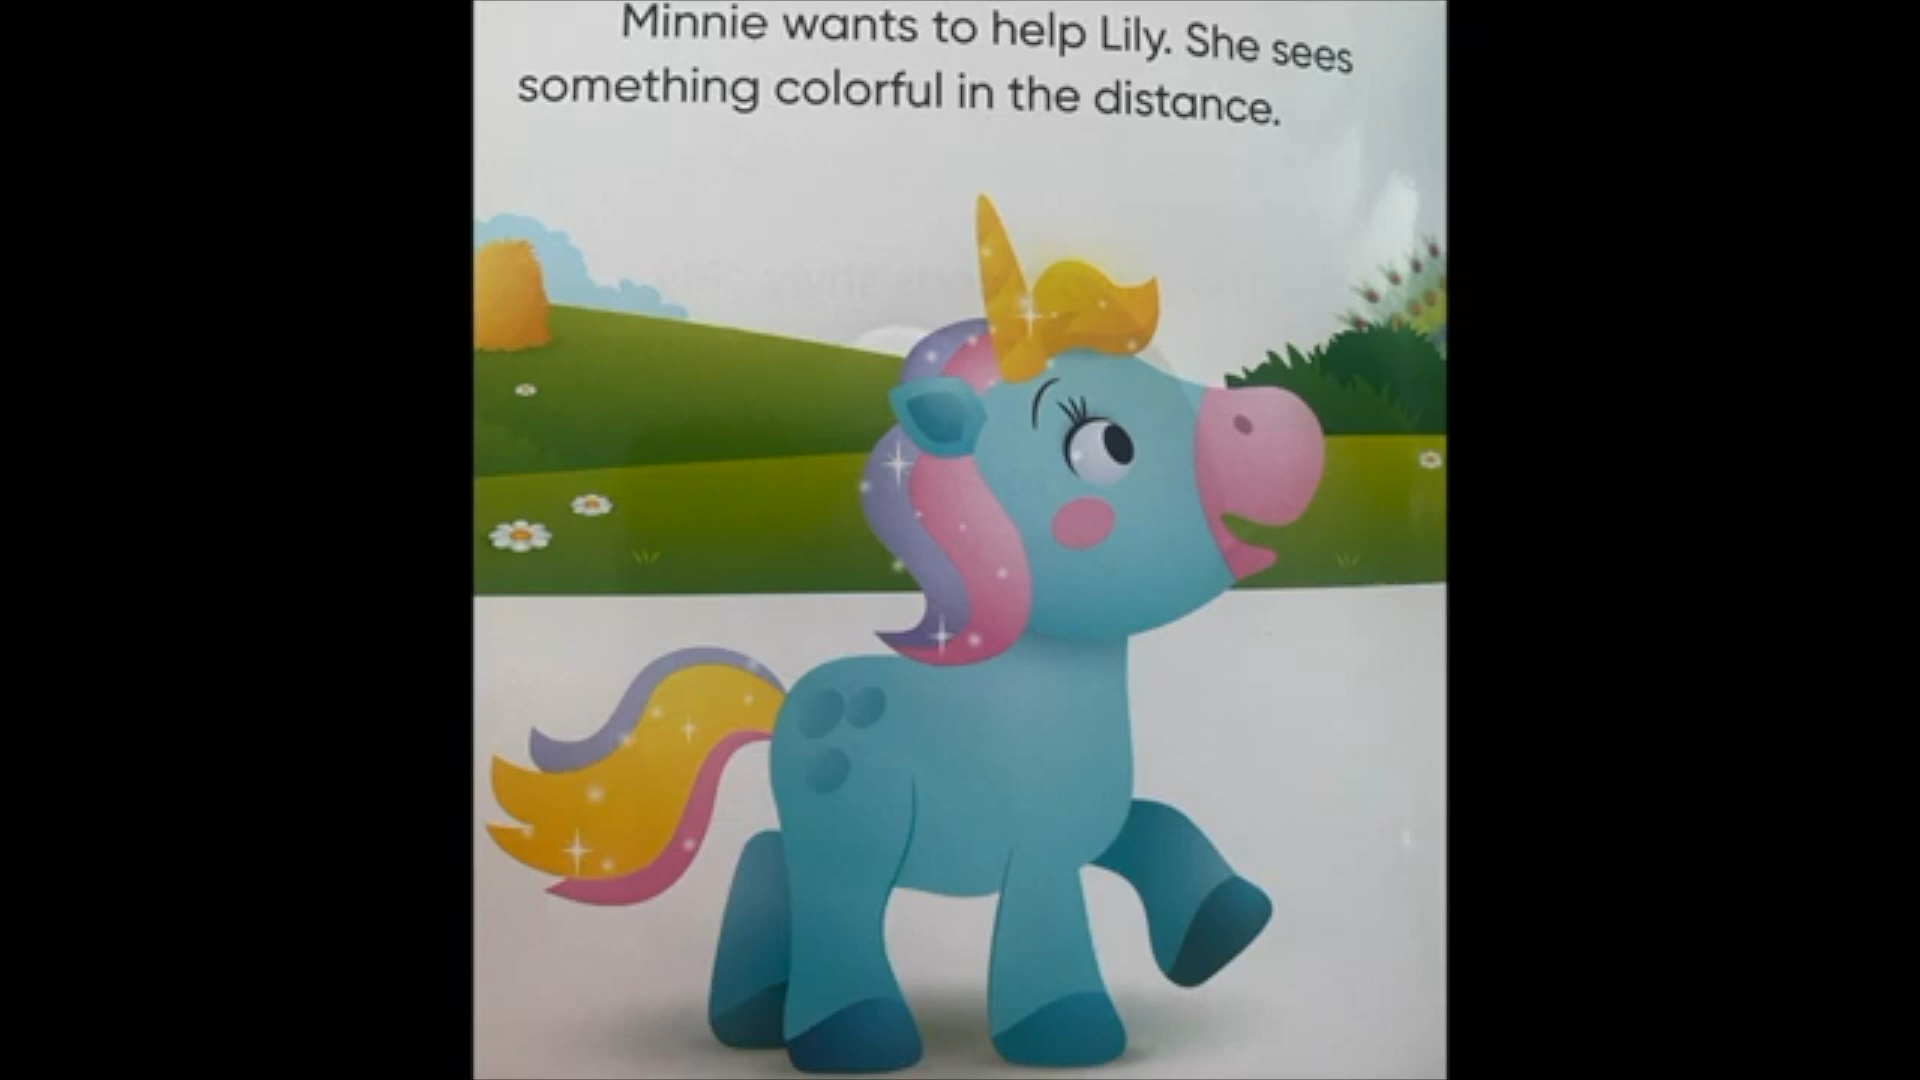 Minnie wants to help Lily. She sees
something colorful in the distance.